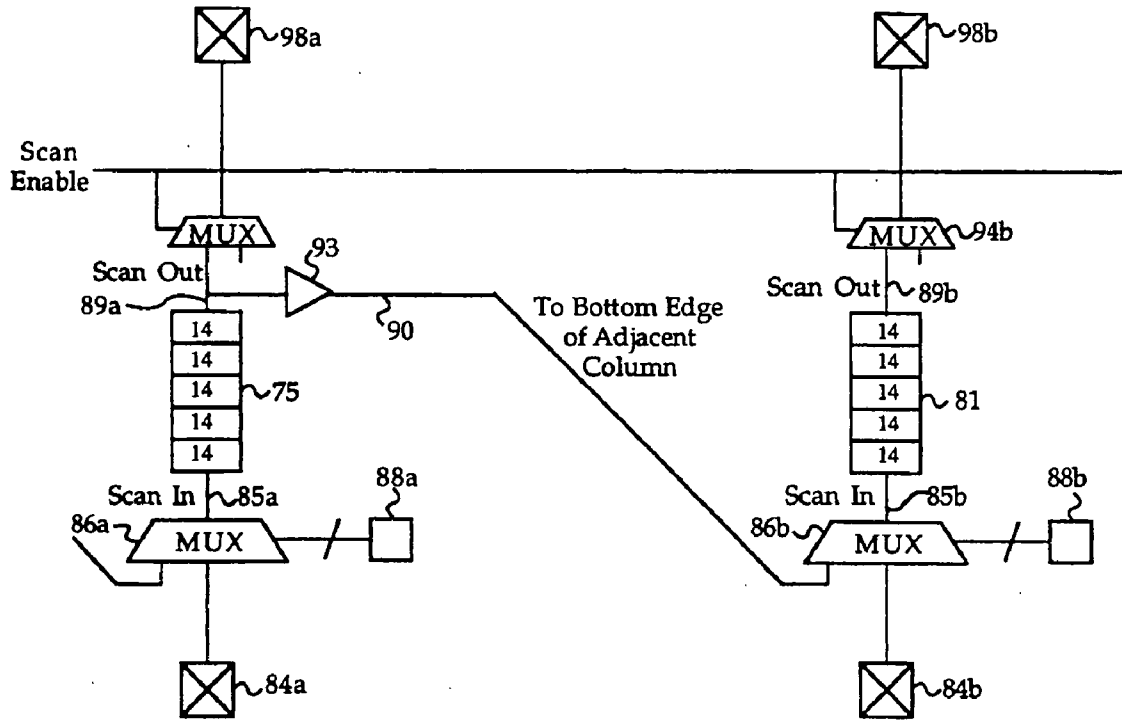 98a
98b
Scan
Enable
MUX
MUX
94b
93
Scan Out
89a
90
To Bottom Edge
of Adjacent
Column
Scan Out
89b
14
14
14
14
14
75
14
14
14
14
14
81
Scan In
85a
88a
86a
MUX
Scan In
85b
88b
86b
MUX
84a
84b